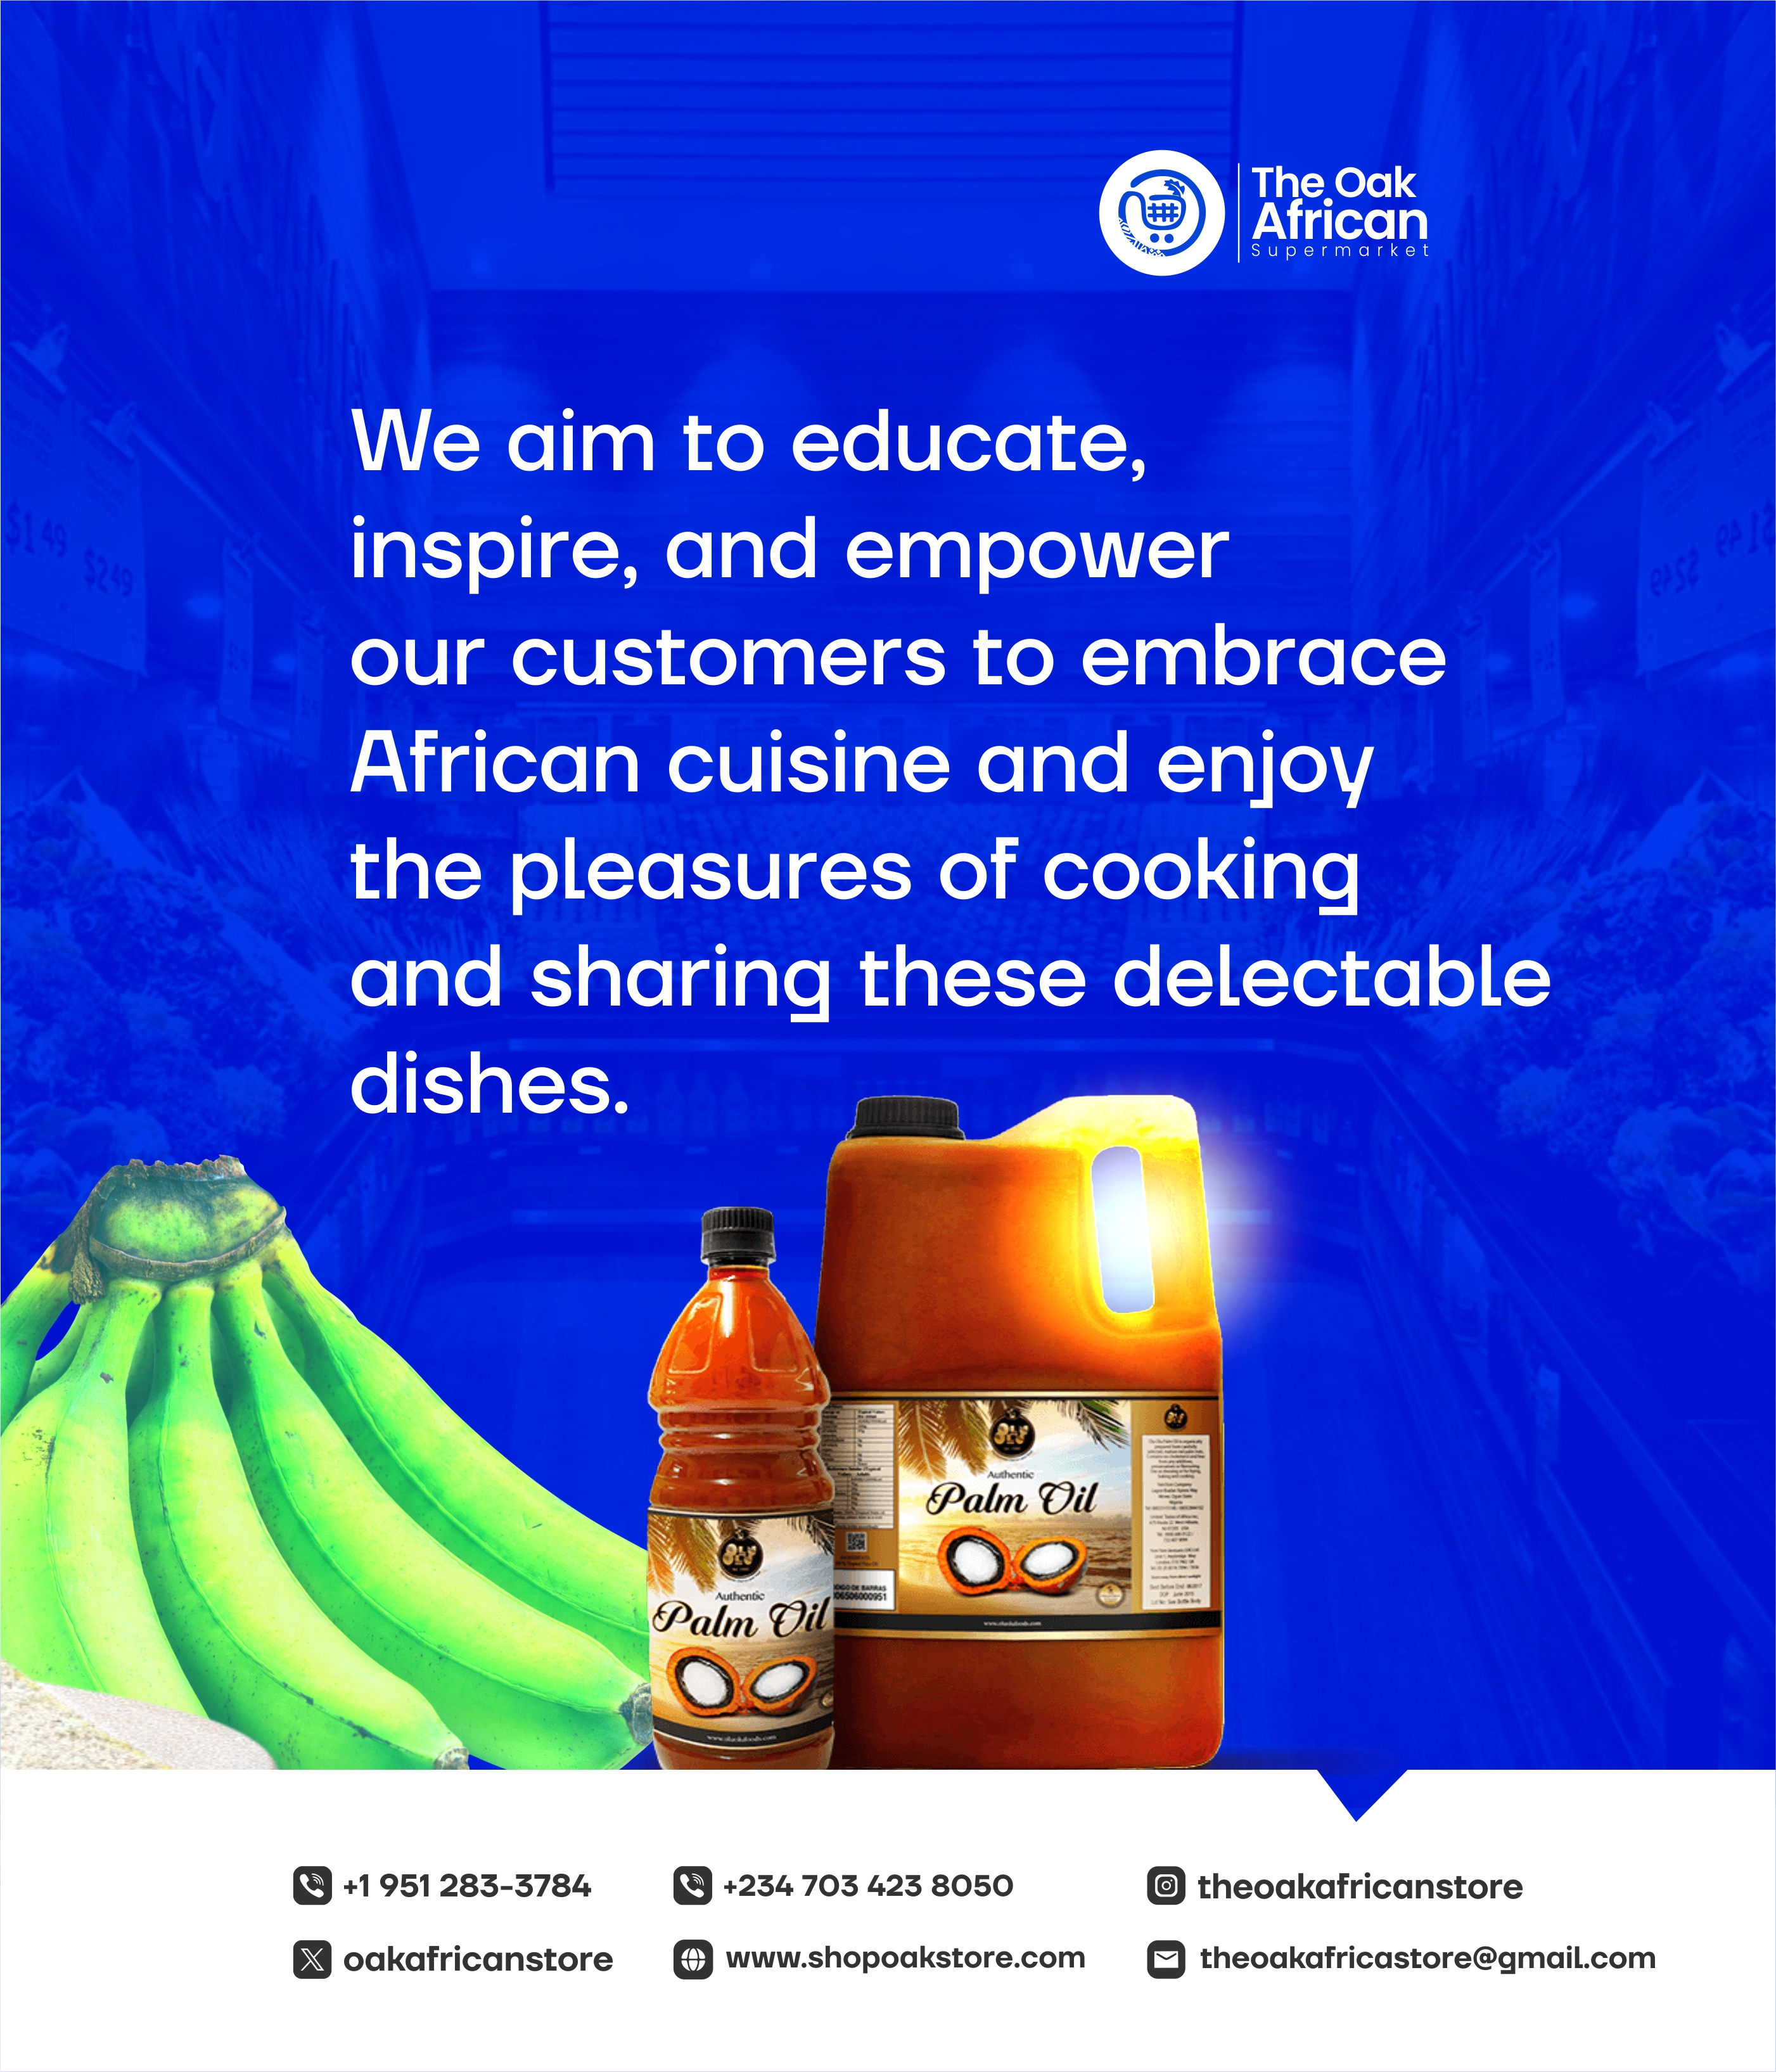 The Oak
African
Supermarket
We aim to educate,
inspire, and empower
our customers to embrace
African cuisine and enjoy
the pleasures of cooking
and sharing these delectable
dishes.
$149
$249
Authentic
Palm Oil
Authentic
Palm Oil
+1 951 283-3784
+234 703 423 8050
theoakafricanstore
oakafricanstore
www.shopoakstore.com
theoakafricastore@gmail.com